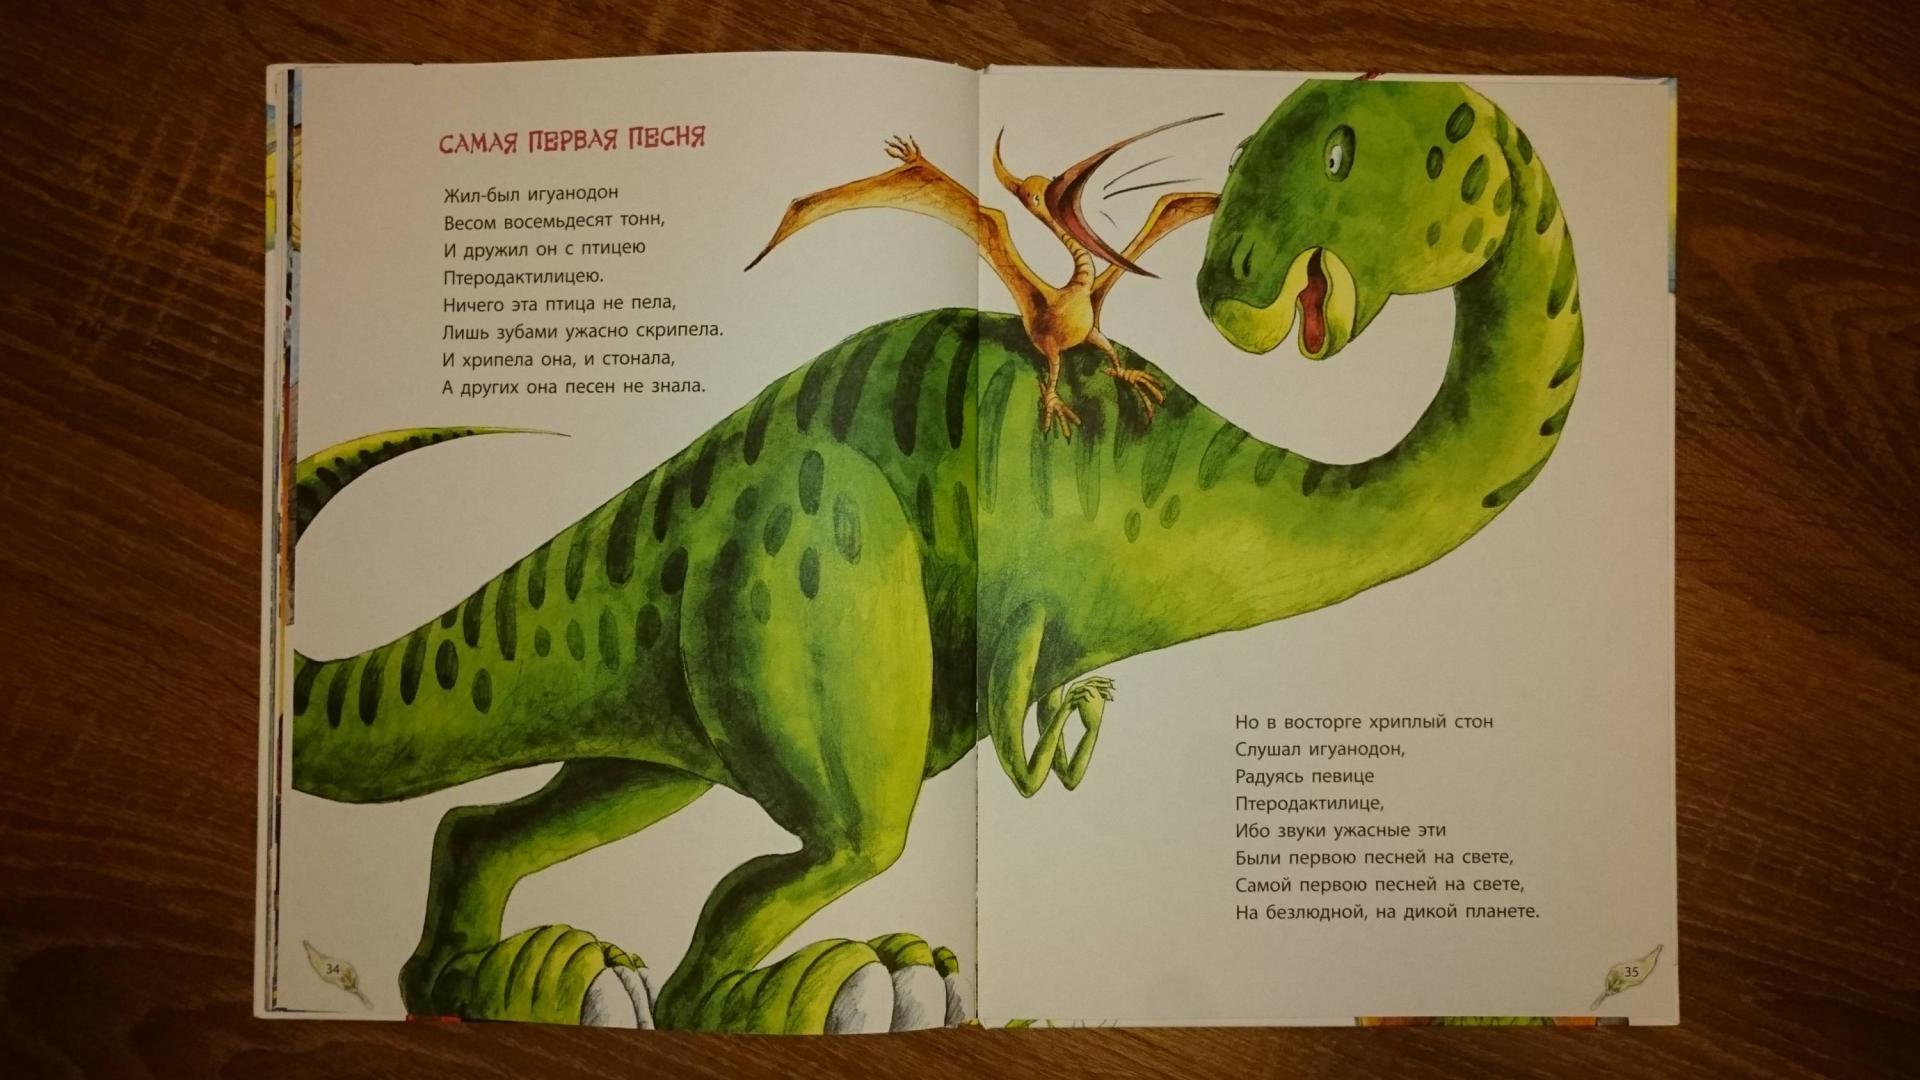 САМАЯ ПЕРВАЯ ПЕСНЯ
Жил-был игуанодон
Весом восемьдесят тонн,
И дружил он с птицею
Птеродактилицею.
Ничего эта птица не пела,
Лишь зубами ужасно скрипела.
И хрипела она, и стонала,
А других она песен не знала.
34
Но в восторге хриплый стон
Слушал игуанодон,
Радуясь певице
Птеродактилице,
Ибо звуки ужасные эти
Были первою песней на свете,
Самой первою песней на свете,
На безлюдной, на дикой планете.
35